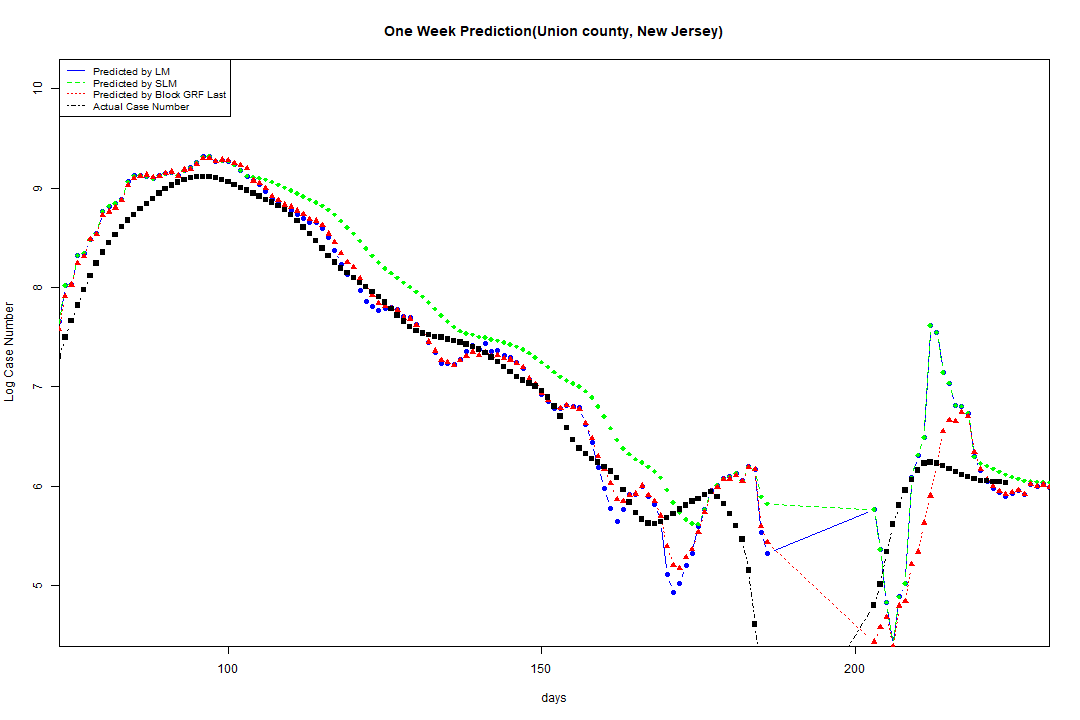 One Week Prediction(Union county, New Jersey)
Predicted by LM
Predicted by SLM
Predicted by Block GRF Last
Actual Case Number
10
9
8
7
6
5
Log Case Number
100
150
200
days